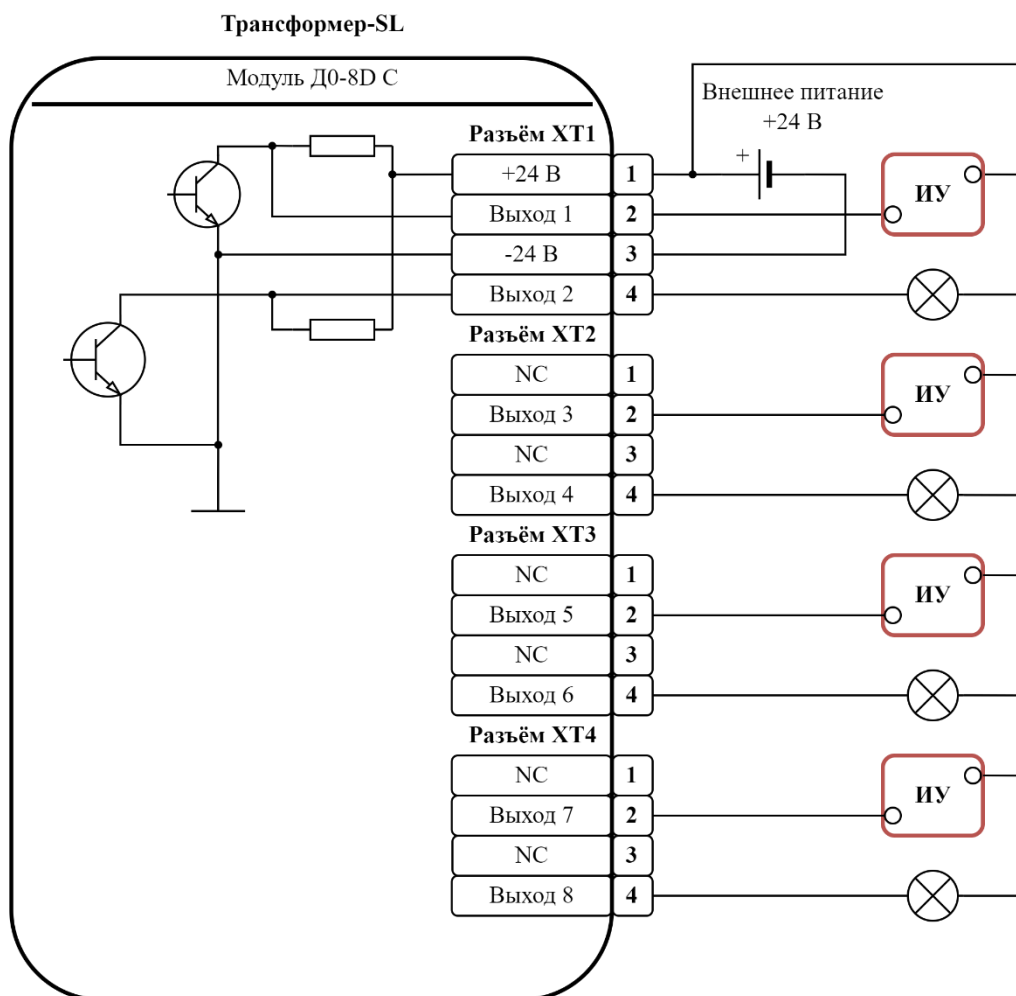 Трансформер-SL
Модуль Д0-8D С
Разъём XT1
+24 В 1
Выход 1 2
-24 В 3
Выход 2 4
Разъём XT2
NC 1
Выход 3 2
NC 3
Выход 4 4
Разъём XT3
NC 1
Выход 5 2
NC 3
Выход 6 4
Разъём XT4
NC 1
Выход 7 2
NC 3
Выход 8 4
Внешнее питание
+24 В
+
ИУ
ИУ
ИУ
ИУ